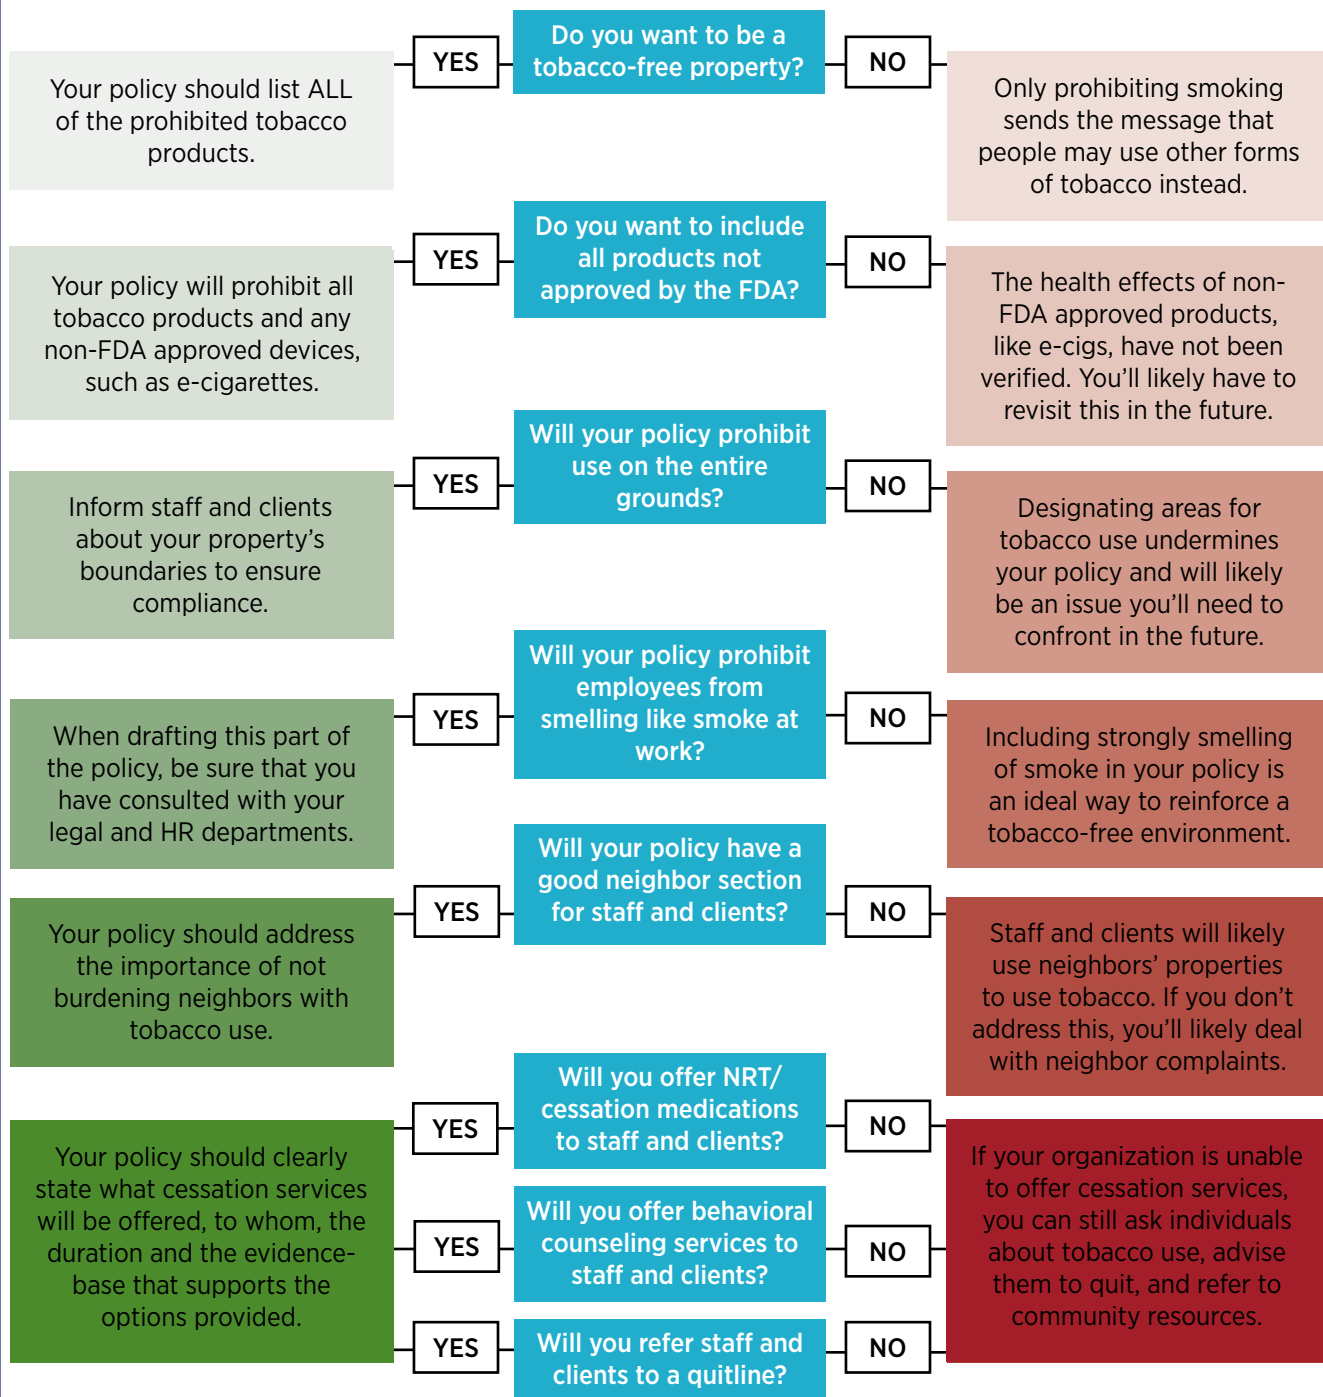 Do you want to be a
tobacco-free property?
YES
NO
Your policy should list ALL
of the prohibited tobacco
products.
Only prohibiting smoking
sends the message that
people may use other forms
of tobacco instead.
Do you want to include
all products not
approved by the FDA?
YES
NO
Your policy will prohibit all
tobacco products and any
non-FDA approved devices,
such as e-cigarettes.
The health effects of non-
FDA approved products,
like e-cigs, have not been
verified. You'll likely have to
revisit this in the future.
Will your policy prohibit
use on the entire
grounds?
YES
NO
Inform staff and clients
about your property's
boundaries to ensure
compliance.
Designating areas for
tobacco use undermines
your policy and will likely
be an issue you'll need to
confront in the future.
Will your policy prohibit
employees from
smelling like smoke at
work?
YES
NO
When drafting this part of
the policy, be sure that you
have consulted with your
legal and HR departments.
Including strongly smelling
of smoke in your policy is
an ideal way to reinforce a
tobacco-free environment.
Will your policy have a
good neighbor section
for staff and clients?
YES
NO
Your policy should address
the importance of not
burdening neighbors with
tobacco use.
Staff and clients will likely
use neighbors' properties
to use tobacco. If you don't
address this, you'll likely deal
with neighbor complaints.
Will you offer NRT/
cessation medications
to staff and clients?
YES
NO
Your policy should clearly
state what cessation services
will be offered, to whom, the
duration and the evidence-
base that supports the
options provided.
If your organization is unable
to offer cessation services,
you can still ask individuals
about tobacco use, advise
them to quit, and refer to
community resources.
Will you offer behavioral
counseling services to
staff and clients?
YES
NO
Will you refer staff and
clients to a quitline?
YES
NO